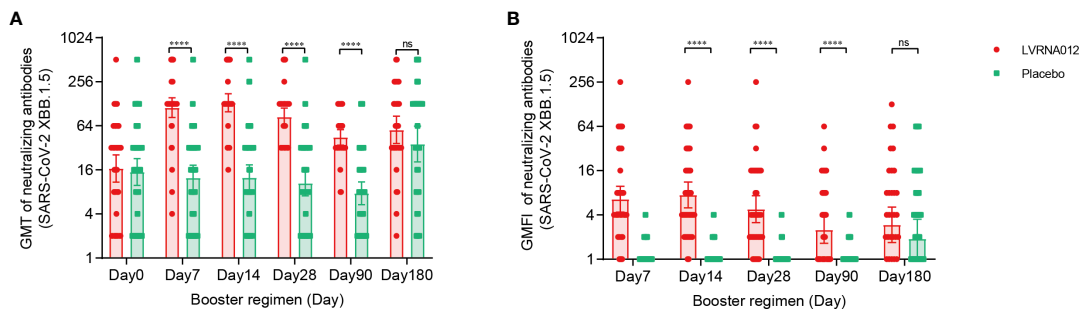 A
GMT of neutralizing antibodies
(SARS-CoV-2 XBB.1.5)
1024
256
64
16
4
1
****
****
****
****
ns
Day0
Day7
Day14
Day28
Day90
Day180
Booster regimen (Day)
B
GMFI of neutralizing antibodies
(SARS-CoV-2 XBB.1.5)
1024
256
64
16
4
1
****
****
****
ns
Day7
Day14
Day28
Day90
Day180
Booster regimen (Day)
LVRNA012
Placebo